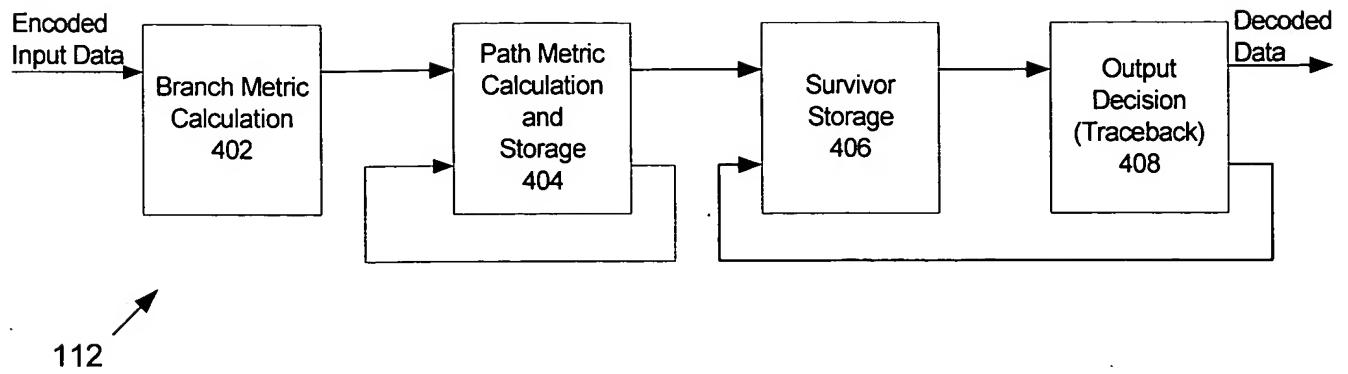 Encoded
Input Data
Branch Metric
Calculation
402
Path Metric
Calculation
and
Storage
404
Survivor
Storage
406
Output
Decision
(Traceback)
408
Decoded
Data
112